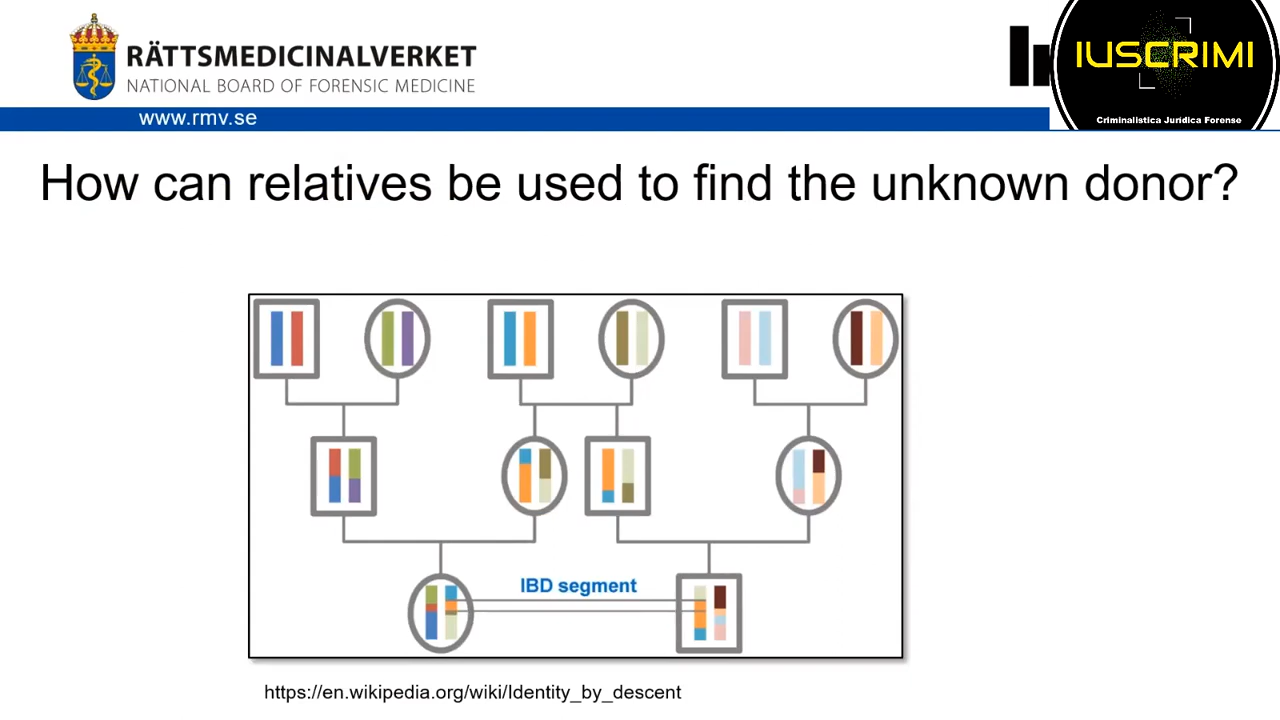 RÄTTSMEDICINALVERKET
NATIONAL BOARD OF FORENSIC MEDICINE
IUSCRIMI
Criminalistica Jurídica Forense
www.rmv.se
How can relatives be used to find the unknown donor?
IBD segment
https://en.wikipedia.org/wiki/Identity_by_descent